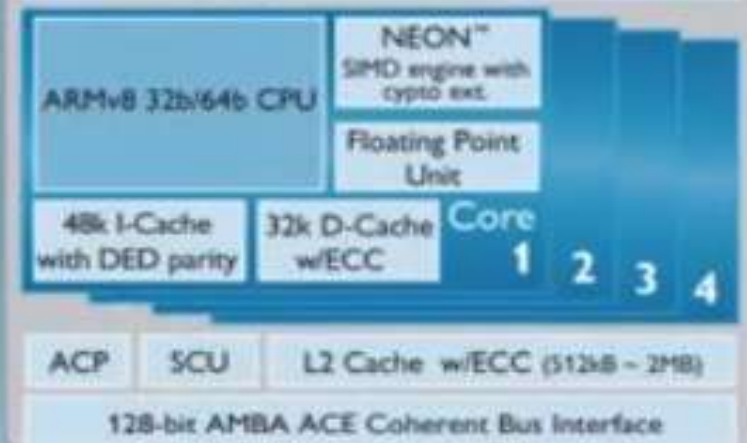 NEON™
SIMD engine with
cypto ext.
ARMv8 32b/64b CPU
Floating Point
Unit
48k I-Cache
with DED parity
32k D-Cache
w/ECC
Core
1
2
3
4
ACP
SCU
L2 Cache w/ECC (512kB ~ 2MB)
128-bit AMBA ACE Coherent Bus Interface